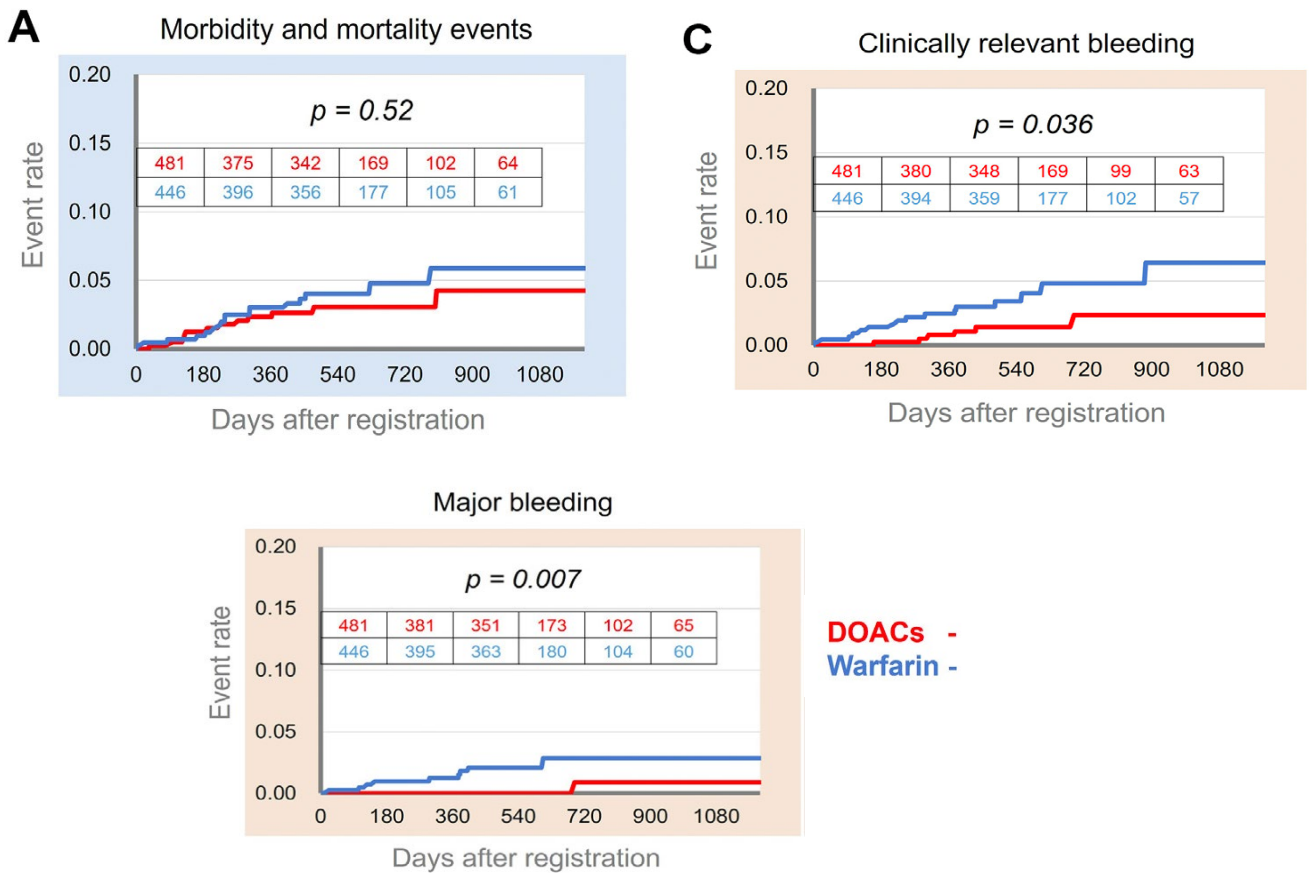 A
Morbidity and mortality events
0.20
0.15
0.10
0.05
0.00
Event rate
p = 0.52
481 375 342 169 102 64
446 396 356 177 105 61
0 180 360 540 720 900 1080
Days after registration
C
Clinically relevant bleeding
0.20
0.15
0.10
0.05
0.00
Event rate
p = 0.036
481 380 348 169 99 63
446 394 359 177 102 57
0 180 360 540 720 900 1080
Days after registration
Major bleeding
0.20
0.15
0.10
0.05
0.00
Event rate
p = 0.007
481 381 351 173 102 65
446 395 363 180 104 60
0 180 360 540 720 900 1080
Days after registration
DOACs -
Warfarin -